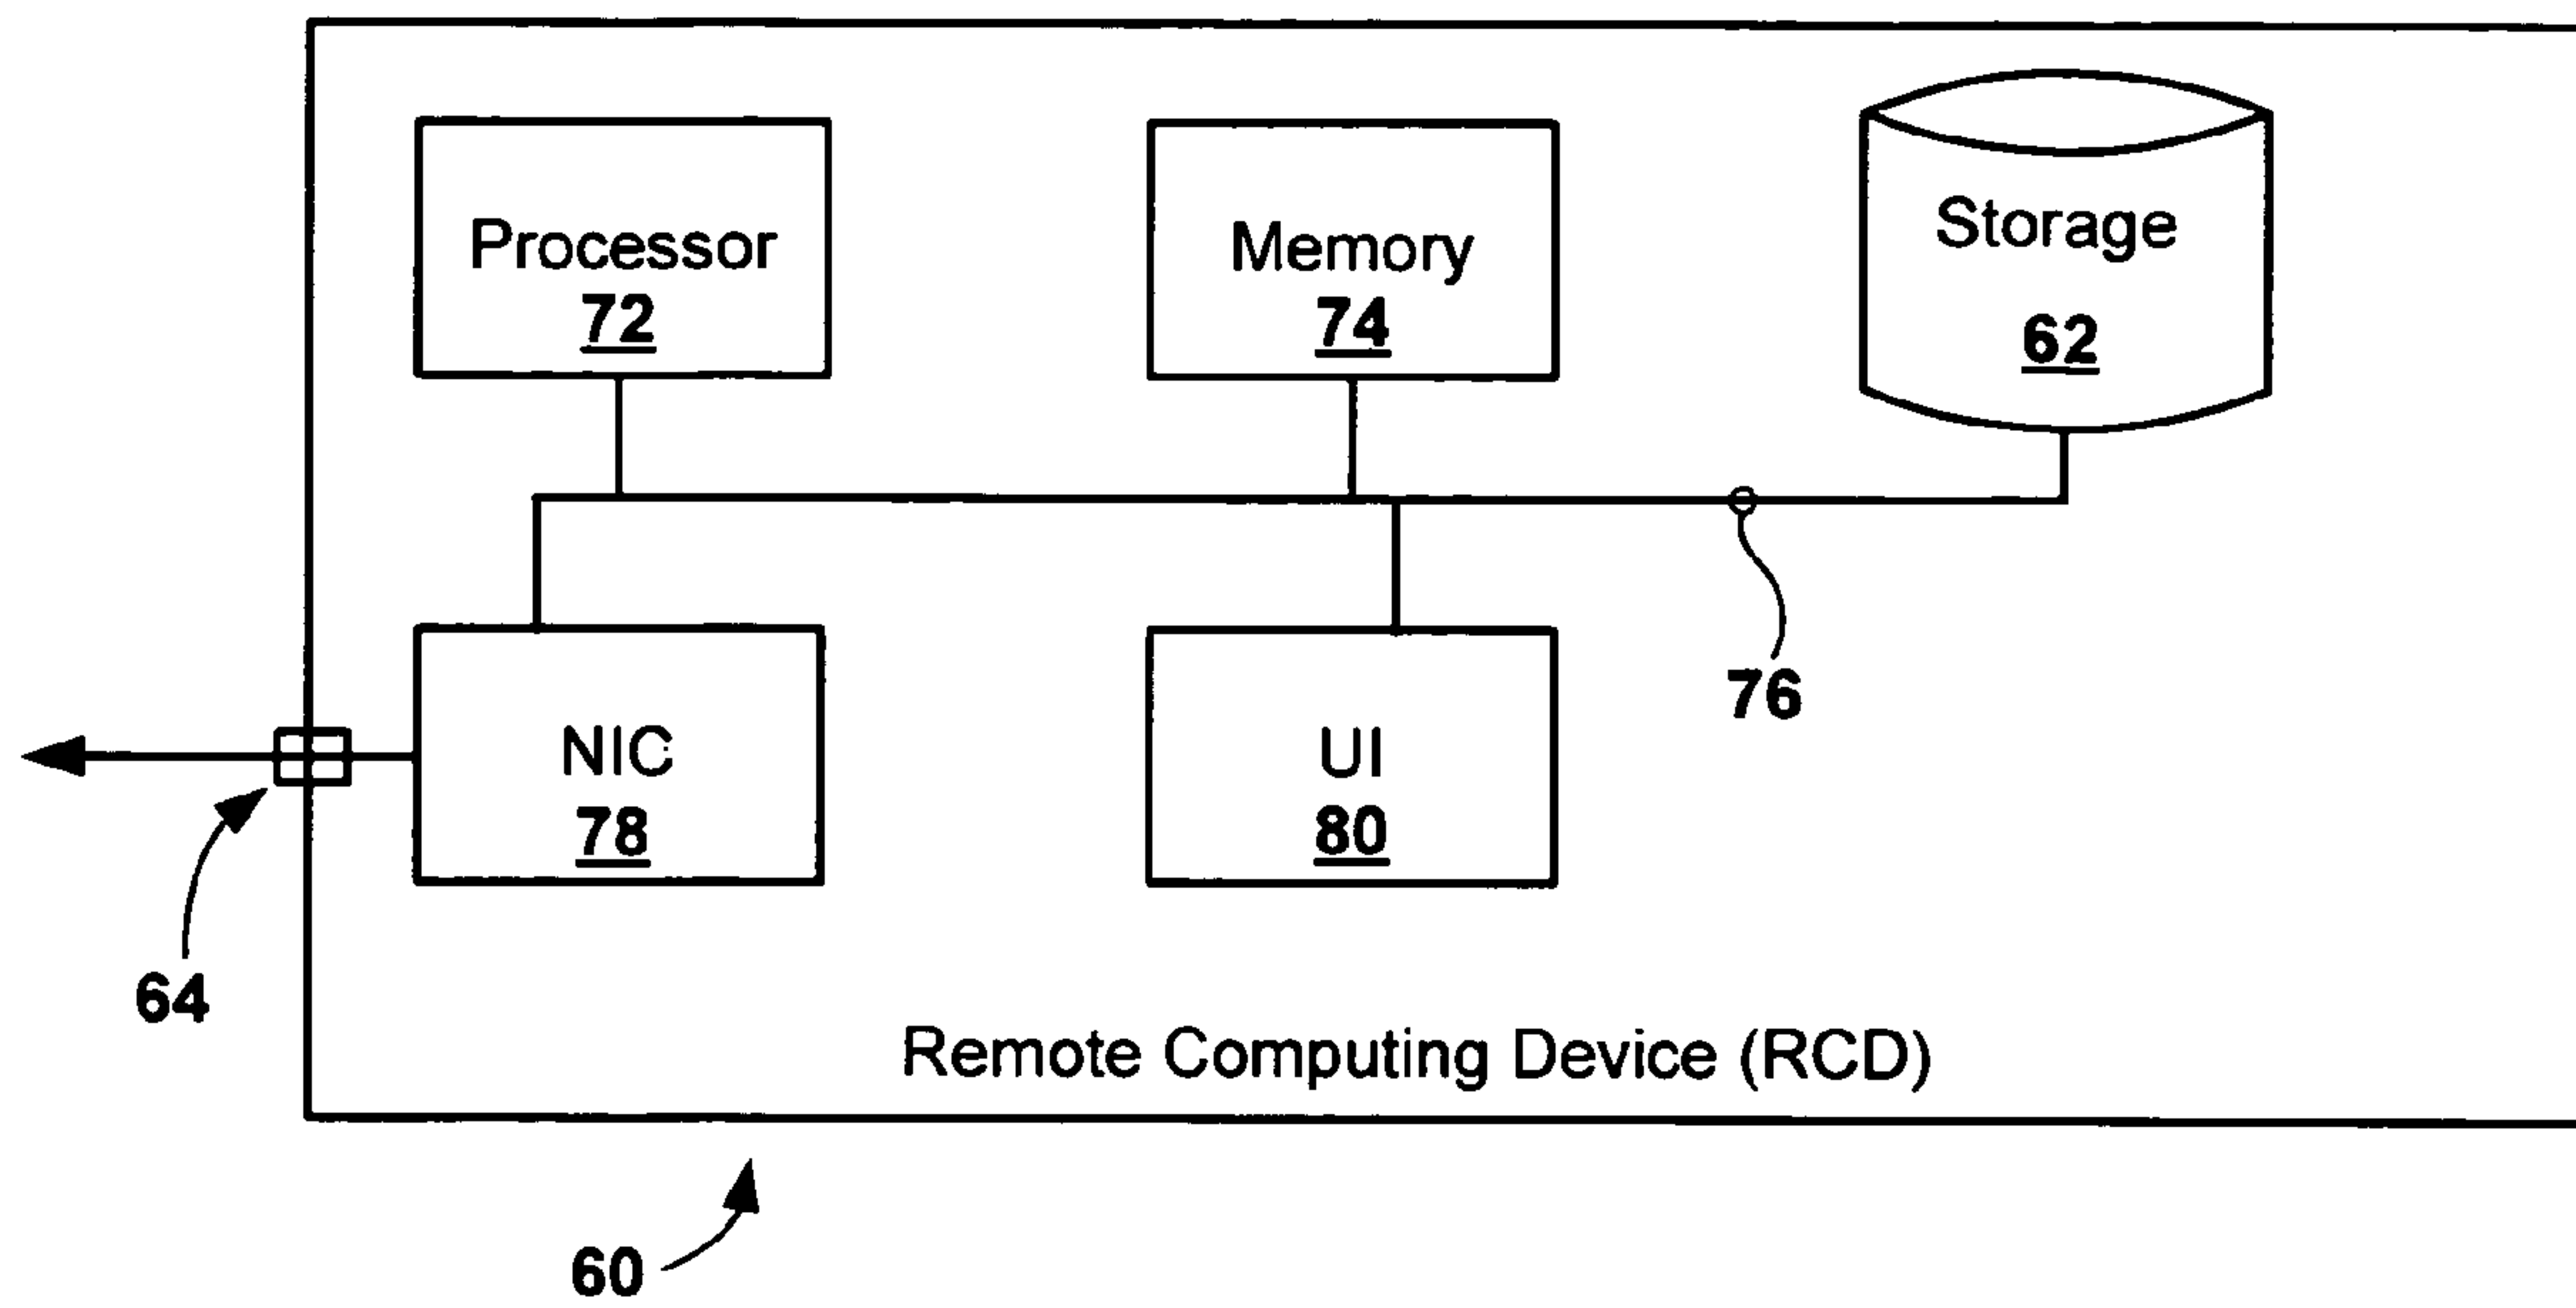 Processor
72
Memory
74
Storage
62
76
NIC
78
UI
80
64
Remote Computing Device (RCD)
60